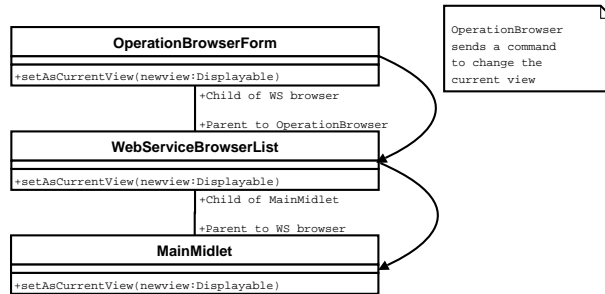 OperationBrowserForm
+setAsCurrentView(newview:Displayable)
+Child of WS browser
+Parent to OperationBrowser
WebServiceBrowserList
+setAsCurrentView(newview:Displayable)
+Child of MainMidlet
+Parent to WS browser
MainMidlet
+setAsCurrentView(newview:Displayable)
OperationBrowser
sends a command
to change the
current view